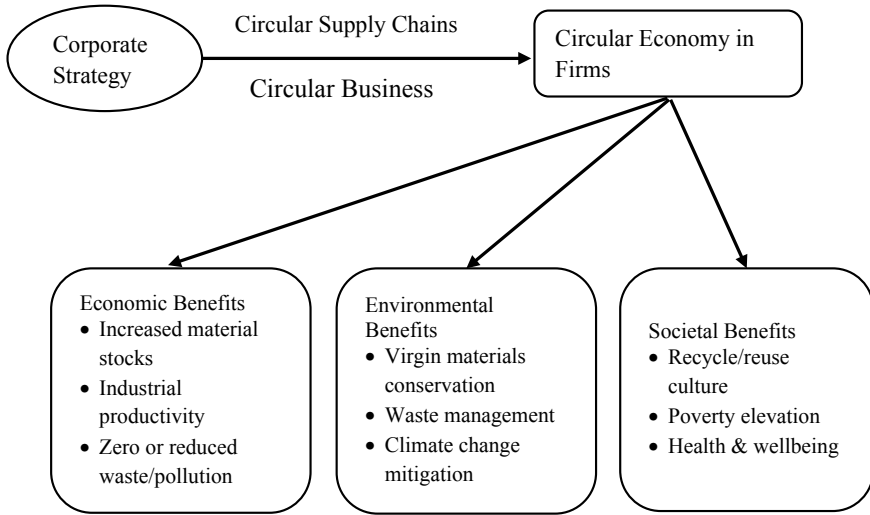 Corporate
Strategy
Circular Supply Chains
Circular Business
Circular Economy in
Firms
Economic Benefits
• Increased material
stocks
• Industrial
productivity
• Zero or reduced
waste/pollution
Environmental
Benefits
• Virgin materials
conservation
• Waste management
• Climate change
mitigation
Societal Benefits
• Recycle/reuse
culture
• Poverty elevation
• Health & wellbeing